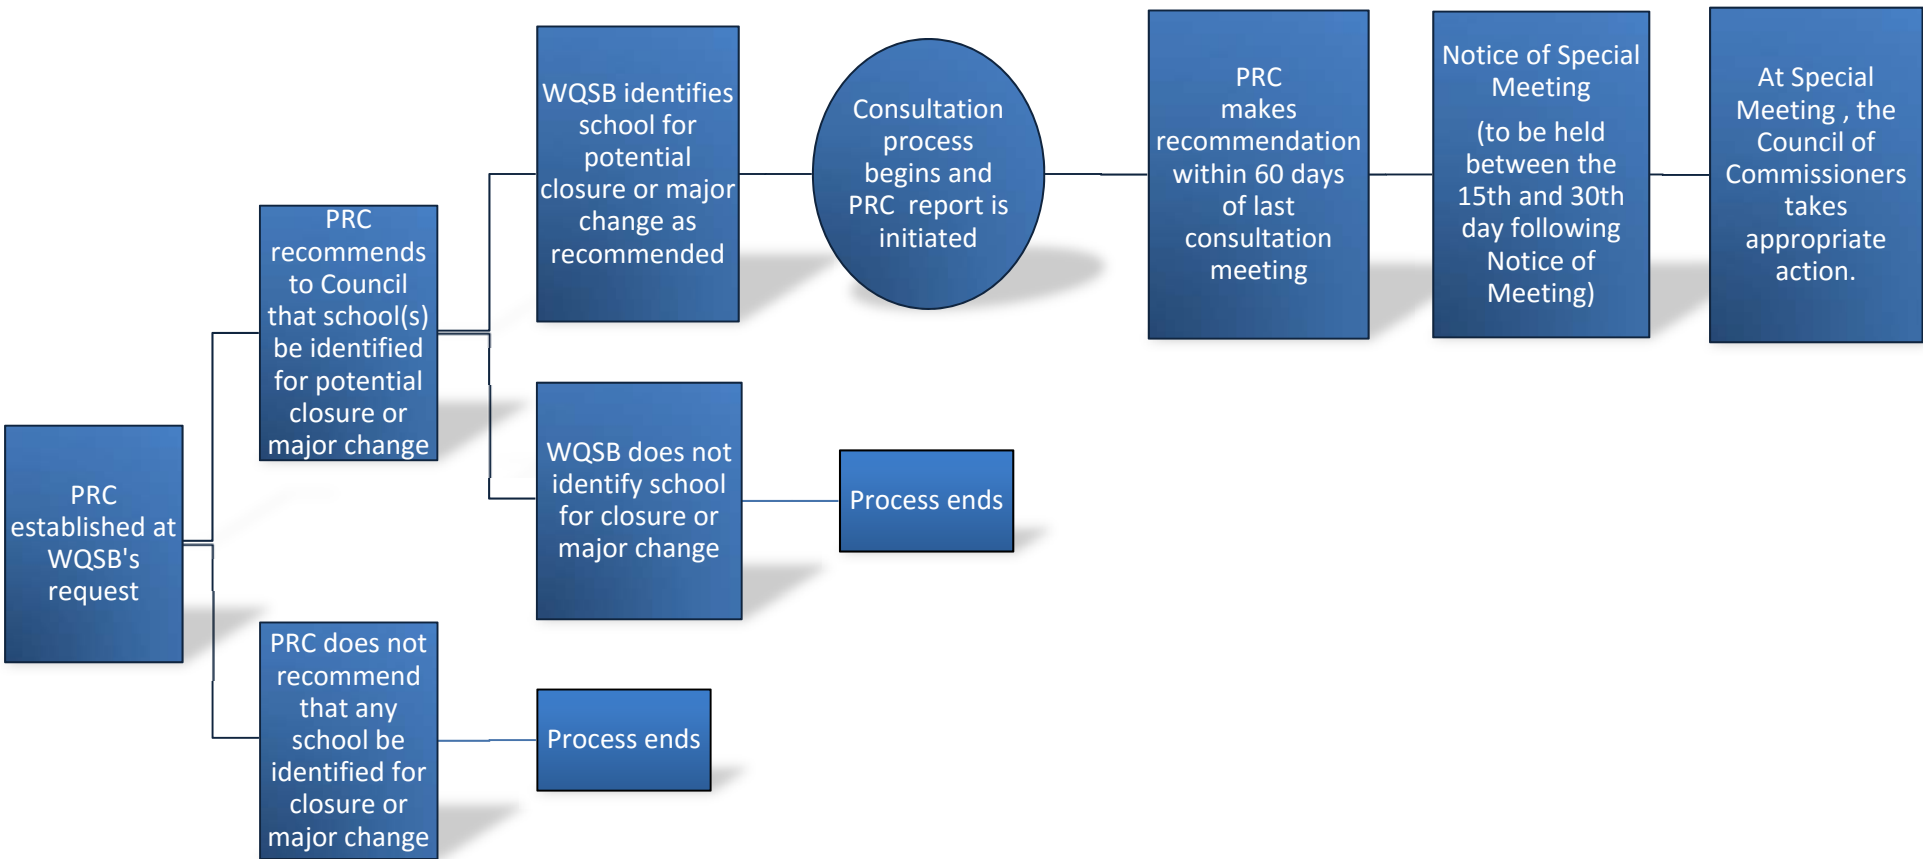 PRC
established at
WQSB's
request
PRC
recommends
to Council
that school(s)
be identified
for potential
closure or
major change
PRC does not
recommend
that any
school be
identified for
closure or
major change
WQSB identifies
school for
potential
closure or major
change as
recommended
WQSB does not
identify school
for closure or
major change
Process ends
Process ends
Consultation
process
begins and
PRC report is
initiated
PRC
makes
recommendation
within 60 days
of last
consultation
meeting
Notice of Special
Meeting
(to be held
between the
15th and 30th
day following
Notice of
Meeting)
At Special
Meeting , the
Council of
Commissioners
takes
appropriate
action.